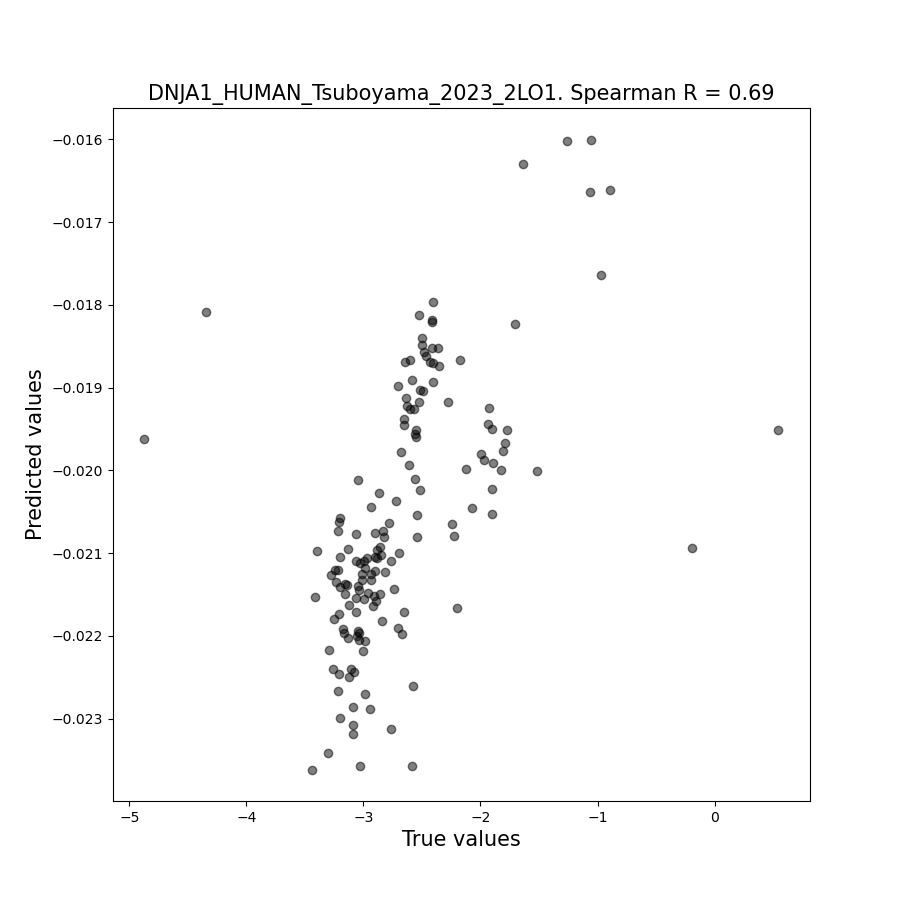 DNJA1_HUMAN_Tsuboyama_2023_2LO1. Spearman R = 0.69
−0.016
−0.017
−0.018
−0.019
−0.020
−0.021
−0.022
−0.023
Predicted values
−5 −4 −3 −2 −1 0
True values